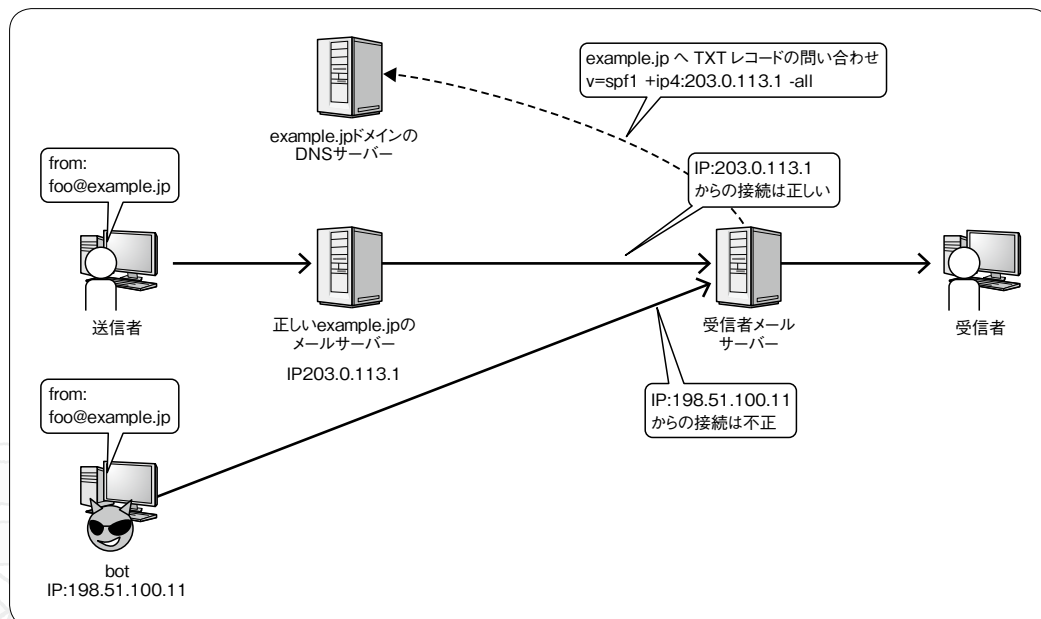 example.jp へ TXT レコードの問い合わせ
v=spf1 +ip4:203.0.113.1 -all
example.jpドメインの
DNSサーバー
from:
foo@example.jp
IP:203.0.113.1
からの接続は正しい
送信者
正しいexample.jpの
メールサーバー
IP203.0.113.1
受信者メール
サーバー
受信者
from:
foo@example.jp
IP:198.51.100.11
からの接続は不正
bot
IP:198.51.100.11